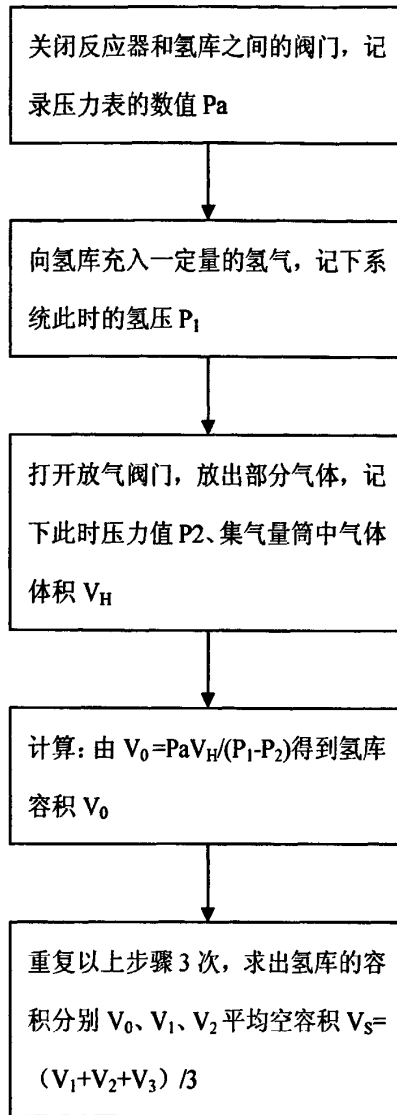 关闭反应器和氢库之间的阀门，记
录压力表的数值 Pa
向氢库充入一定量的氢气，记下系
统此时的氢压 P₁
打开放气阀门，放出部分气体，记
下此时压力值 P2、集气量筒中气体
体积 V_H
计算：由 V₀=PaV_H/(P₁-P₂)得到氢库
容积 V₀
重复以上步骤 3 次，求出氢库的容
积分别 V₀、V₁、V₂ 平均空容积 V_S=
（V₁+V₂+V₃）/3